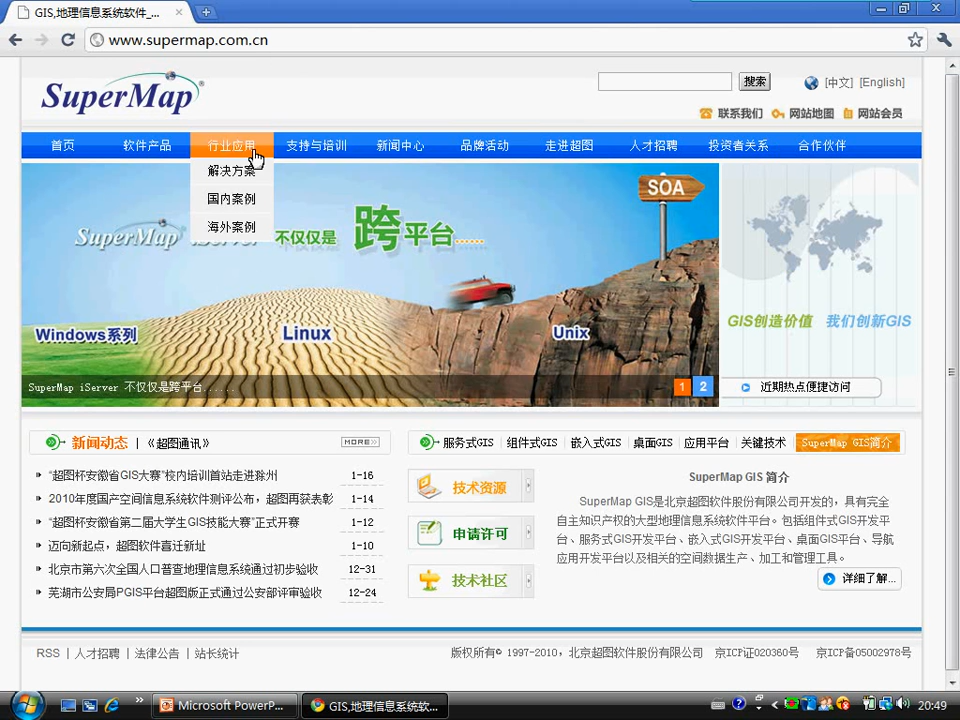 GIS,地理信息系统软件_...
www.supermap.com.cn
SuperMap
搜索
[中文] [English]
联系我们 网站地图 网站会员
首页 软件产品 行业应用 支持与培训 新闻中心 品牌活动 走进超图 人才招聘 投资者关系 合作伙伴
解决方案
国内案例
海外案例
SOA
SuperMap iServer 不仅仅是 跨平台......
GIS创造价值 我们创新GIS
Windows系列 Linux Unix
SuperMap iServer 不仅仅是跨平台......
1 2
近期热点便捷访问
新闻动态 | 《超图通讯》 MORE
服务式GIS 组件式GIS 嵌入式GIS 桌面GIS 应用平台 关键技术 SuperMap GIS简介
“超图杯安徽省GIS大赛”校内培训首站走进滁州 1-16
2010年度国产空间信息系统软件测评公布，超图再获表彰 1-14
“超图杯安徽省第二届大学生GIS技能大赛”正式开赛 1-12
迈向新起点，超图软件喜迁新址 1-10
北京市第六次全国人口普查地理信息系统通过初步验收 12-31
芜湖市公安局PGIS平台超图版正式通过公安部评审验收 12-24
技术资源
申请许可
技术社区
SuperMap GIS 简介
SuperMap GIS是北京超图软件股份有限公司开发的，具有完全
自主知识产权的大型地理信息系统软件平台。包括组件式GIS开发平
台、服务式GIS开发平台、嵌入式GIS开发平台、桌面GIS平台、导航
应用开发平台以及相关的空间数据生产、加工和管理工具。
详细了解...
RSS | 人才招聘 | 法律公告 | 站长统计
版权所有© 1997-2010，北京超图软件股份有限公司 京ICP证020360号 京ICP备05002978号
Microsoft PowerP...
GIS,地理信息系统软...
20:49